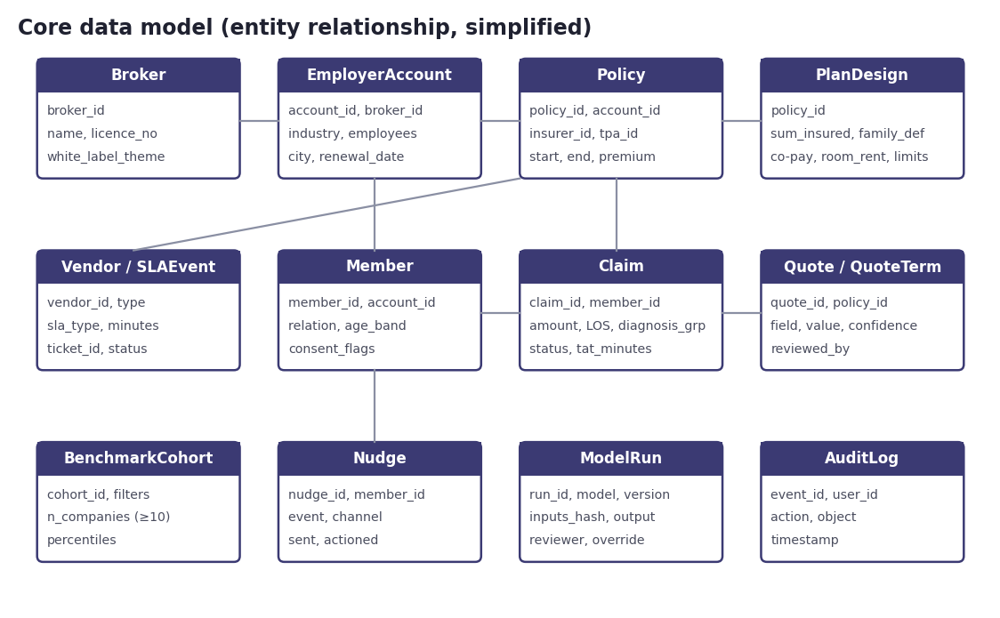 Core data model (entity relationship, simplified)
Broker
broker_id
name, licence_no
white_label_theme
EmployerAccount
account_id, broker_id
industry, employees
city, renewal_date
Policy
policy_id, account_id
insurer_id, tpa_id
start, end, premium
PlanDesign
policy_id
sum_insured, family_def
co-pay, room_rent, limits
Vendor / SLAEvent
vendor_id, type
sla_type, minutes
ticket_id, status
Member
member_id, account_id
relation, age_band
consent_flags
Claim
claim_id, member_id
amount, LOS, diagnosis_grp
status, tat_minutes
Quote / QuoteTerm
quote_id, policy_id
field, value, confidence
reviewed_by
BenchmarkCohort
cohort_id, filters
n_companies (≥10)
percentiles
Nudge
nudge_id, member_id
event, channel
sent, actioned
ModelRun
run_id, model, version
inputs_hash, output
reviewer, override
AuditLog
event_id, user_id
action, object
timestamp